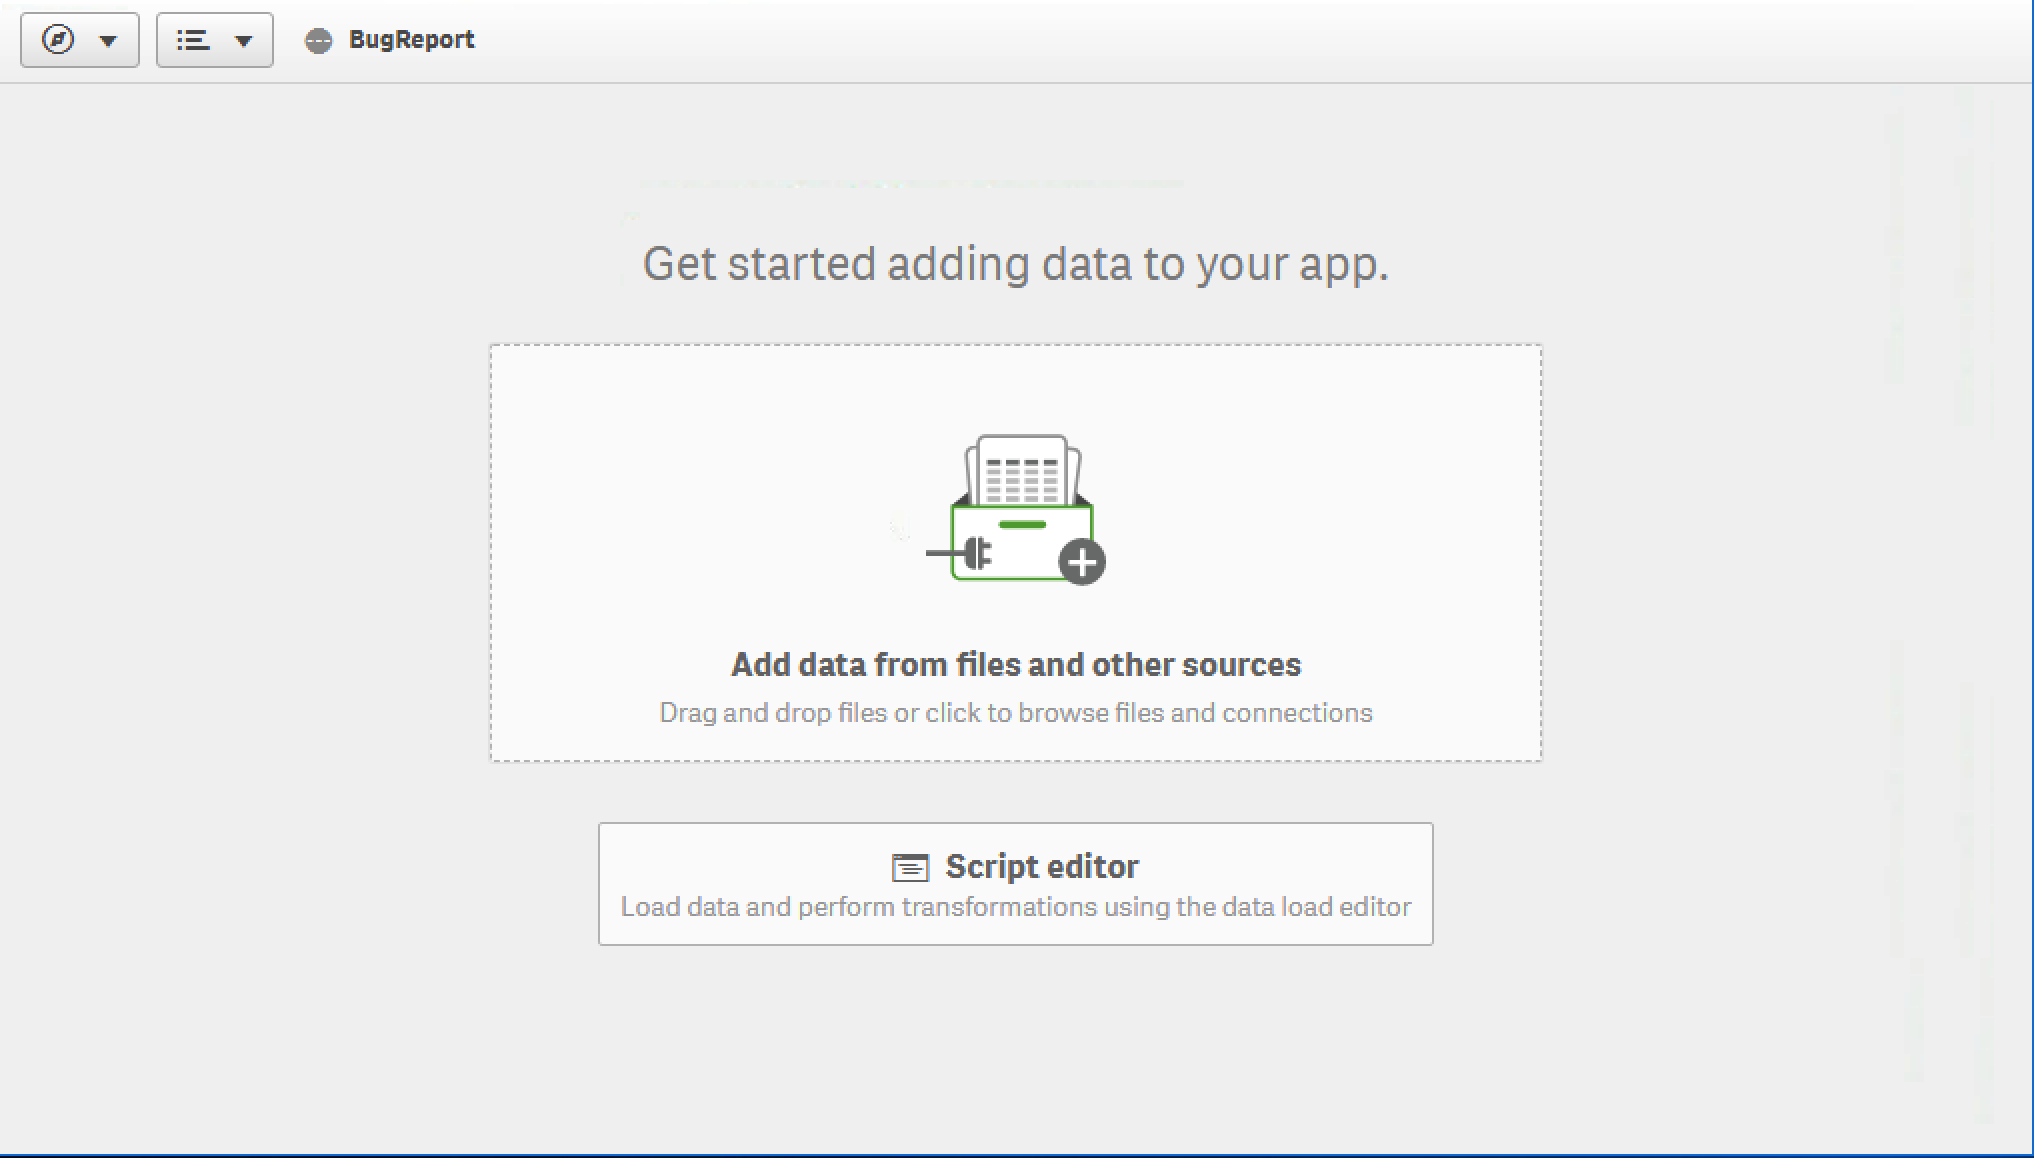 BugReport
Get started adding data to your app.
Add data from files and other sources
Drag and drop files or click to browse files and connections
Script editor
Load data and perform transformations using the data load editor